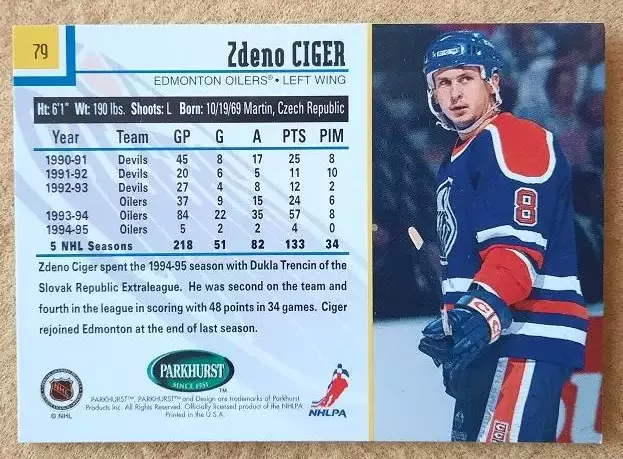 79
Zdeno CIGER
EDMONTON OILERS® • LEFT WING
Ht: 6'1" Wt: 190 lbs. Shoots: L Born: 10/19/69 Martin, Czech Republic
Year Team GP G A PTS PIM
1990-91 Devils 45 8 17 25 8
1991-92 Devils 20 6 5 11 10
1992-93 Devils 27 4 8 12 2
Oilers 37 9 15 24 6
1993-94 Oilers 84 22 35 57 8
1994-95 Oilers 5 2 2 4 0
5 NHL Seasons 218 51 82 133 34
Zdeno Ciger spent the 1994-95 season with Dukla Trencin of the
Slovak Republic Extraleague. He was second on the team and
fourth in the league in scoring with 48 points in 34 games. Ciger
rejoined Edmonton at the end of last season.
PARKHURST
SINCE 1951
™
NHL
© NHL
NHLPA
PARKHURST™, PARKHURST™ and Design are trademarks of Parkhurst
Products Inc. All Rights Reserved. Officially licensed product of the NHLPA
Printed in the U.S.A.
8
CCM